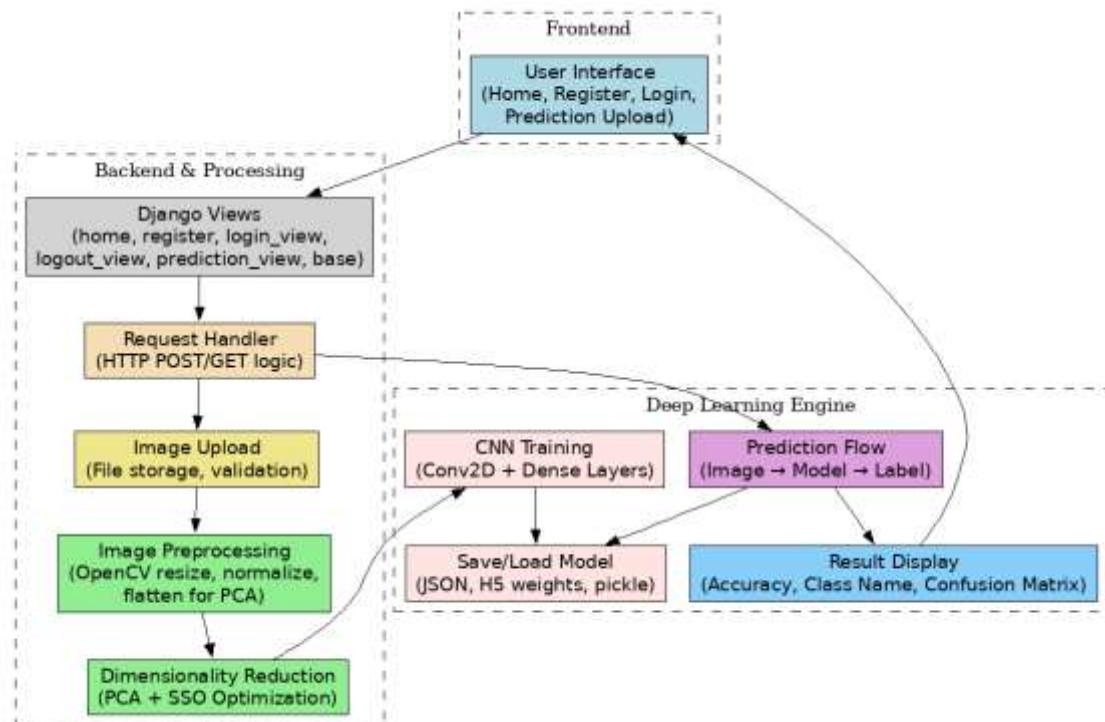 Frontend
User Interface
(Home, Register, Login,
Prediction Upload)
Backend & Processing
Django Views
(home, register, login_view,
logout_view, prediction_view, base)
Request Handler
(HTTP POST/GET logic)
Image Upload
(File storage, validation)
Image Preprocessing
(OpenCV resize, normalize,
flatten for PCA)
Dimensionality Reduction
(PCA + SSO Optimization)
Deep Learning Engine
CNN Training
(Conv2D + Dense Layers)
Prediction Flow
(Image → Model → Label)
Save/Load Model
(JSON, H5 weights, pickle)
Result Display
(Accuracy, Class Name, Confusion Matrix)